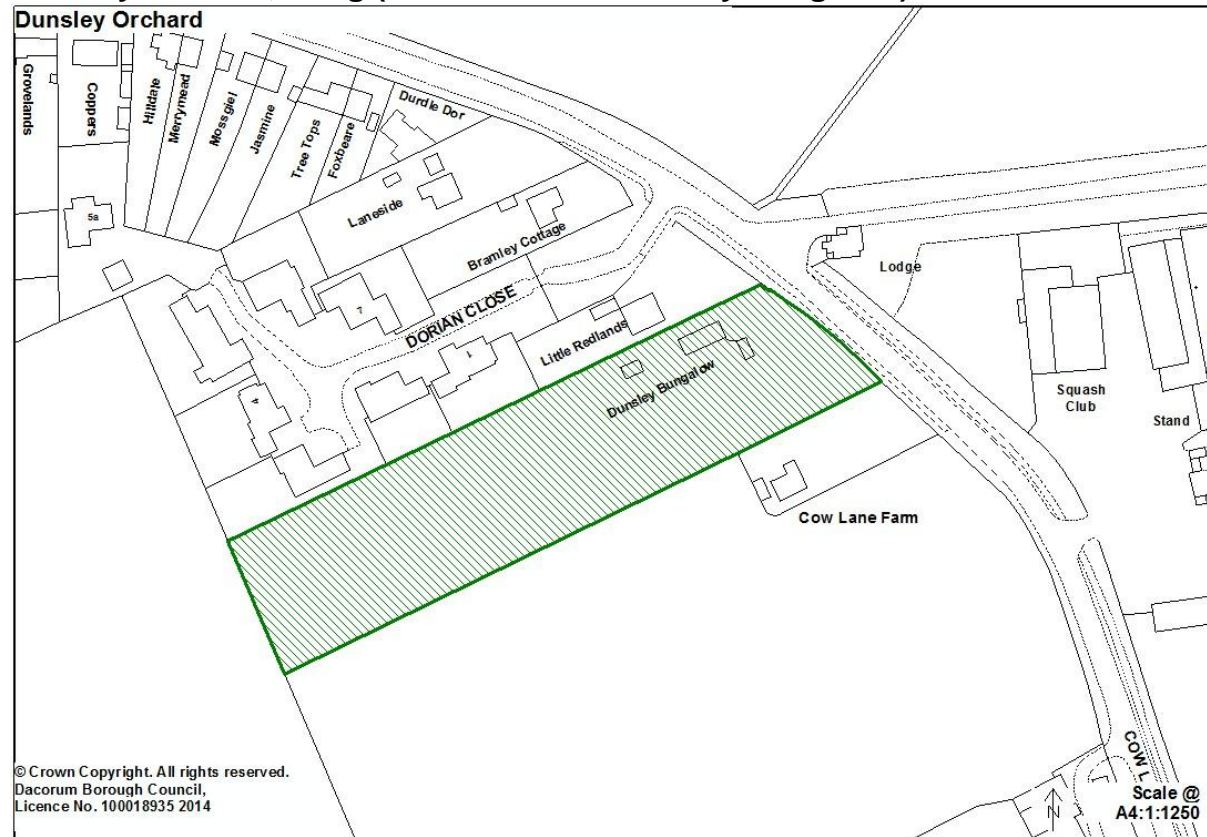 Dunsley Orchard
Grovelands
Coppers
Hilldale
Merrymead
Mossgiel
Jasmine
Tree Tops
Foxbeare
Durdle Dor
5a
Laneside
Bramley Cottage
Lodge
7
DORIAN CLOSE
1
Little Redlands
Dunsley Bungalow
4
Squash
Club
Stand
Cow Lane Farm
COW L
© Crown Copyright. All rights reserved.
Dacorum Borough Council,
Licence No. 100018935 2014
N
Scale @
A4:1:1250